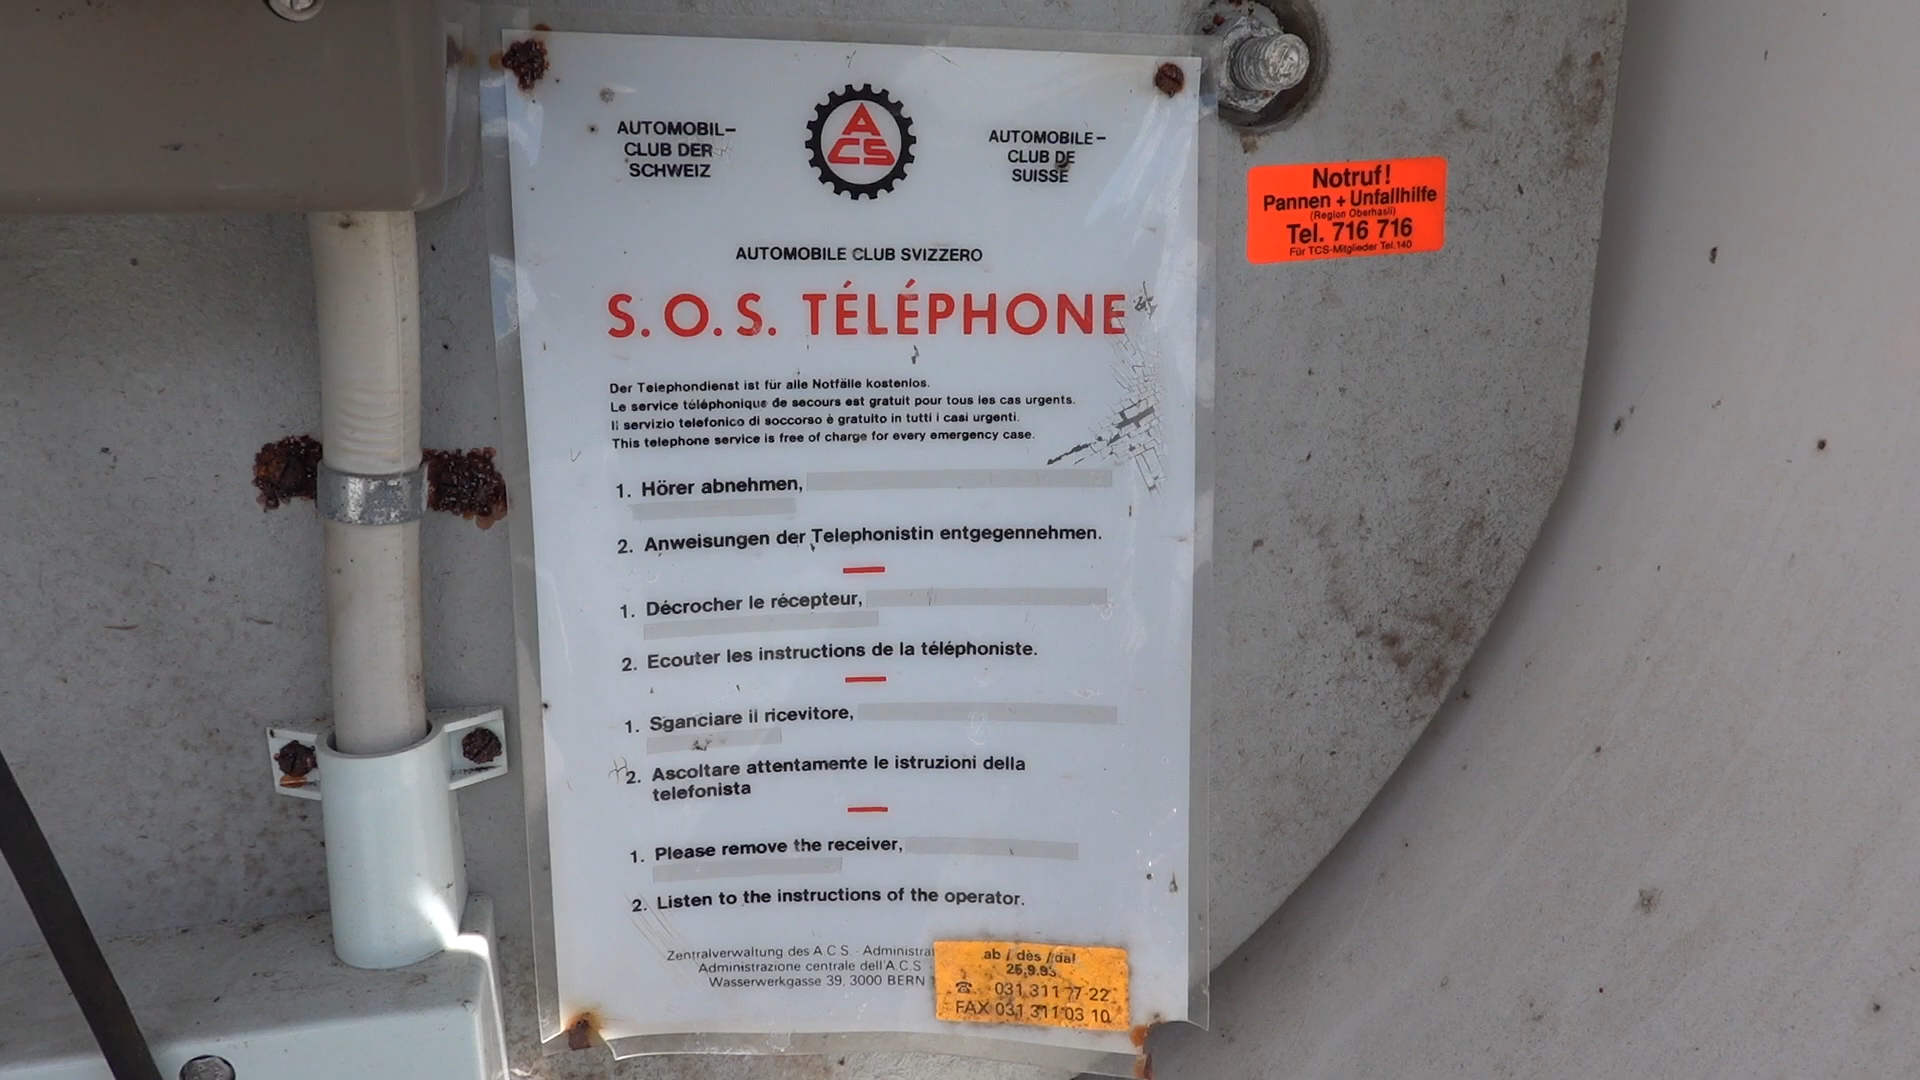 AUTOMOBIL-
CLUB DER
SCHWEIZ
ACS
AUTOMOBILE-
CLUB DE
SUISSE
AUTOMOBILE CLUB SVIZZERO
S.O.S. TÉLÉPHONE
Der Telephondienst ist für alle Notfälle kostenlos.
Le service téléphonique de secours est gratuit pour tous les cas urgents.
Il servizio telefonico di soccorso è gratuito in tutti i casi urgenti.
This telephone service is free of charge for every emergency case.
1. Hörer abnehmen,
2. Anweisungen der Telephonistin entgegennehmen.
1. Décrocher le récepteur,
2. Ecouter les instructions de la téléphoniste.
1. Sganciare il ricevitore,
2. Ascoltare attentamente le istruzioni della
telefonista
1. Please remove the receiver,
2. Listen to the instructions of the operator.
Zentralverwaltung des A.C.S. - Administrat
Administrazione centrale dell'A.C.S.
Wasserwerkgasse 39, 3000 BERN
ab / dès / dal
25.9.93
☎ 031 311 77 22
FAX 031 311 03 10
Notruf!
Pannen + Unfallhilfe
(Region Oberhasli)
Tel. 716 716
Für TCS-Mitglieder Tel.140